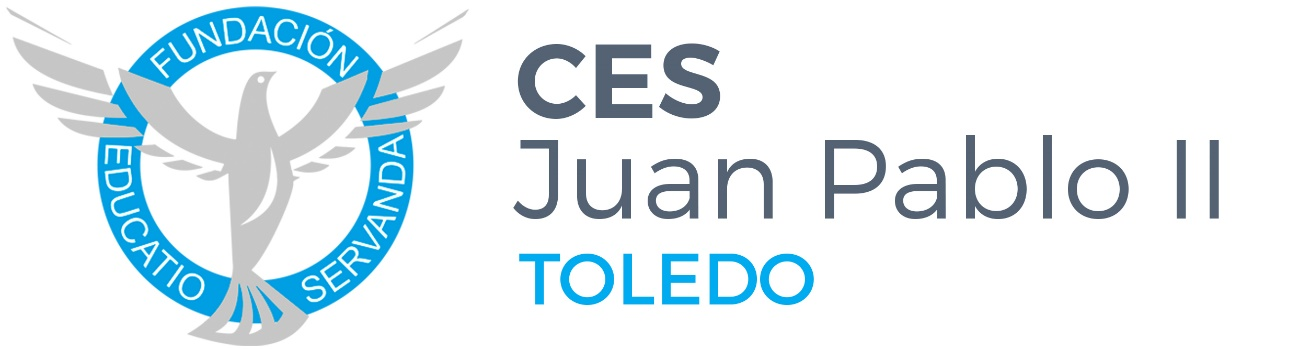 FUNDACIÓN
EDUCATIO
SERVANDA
CES
Juan Pablo II
TOLEDO